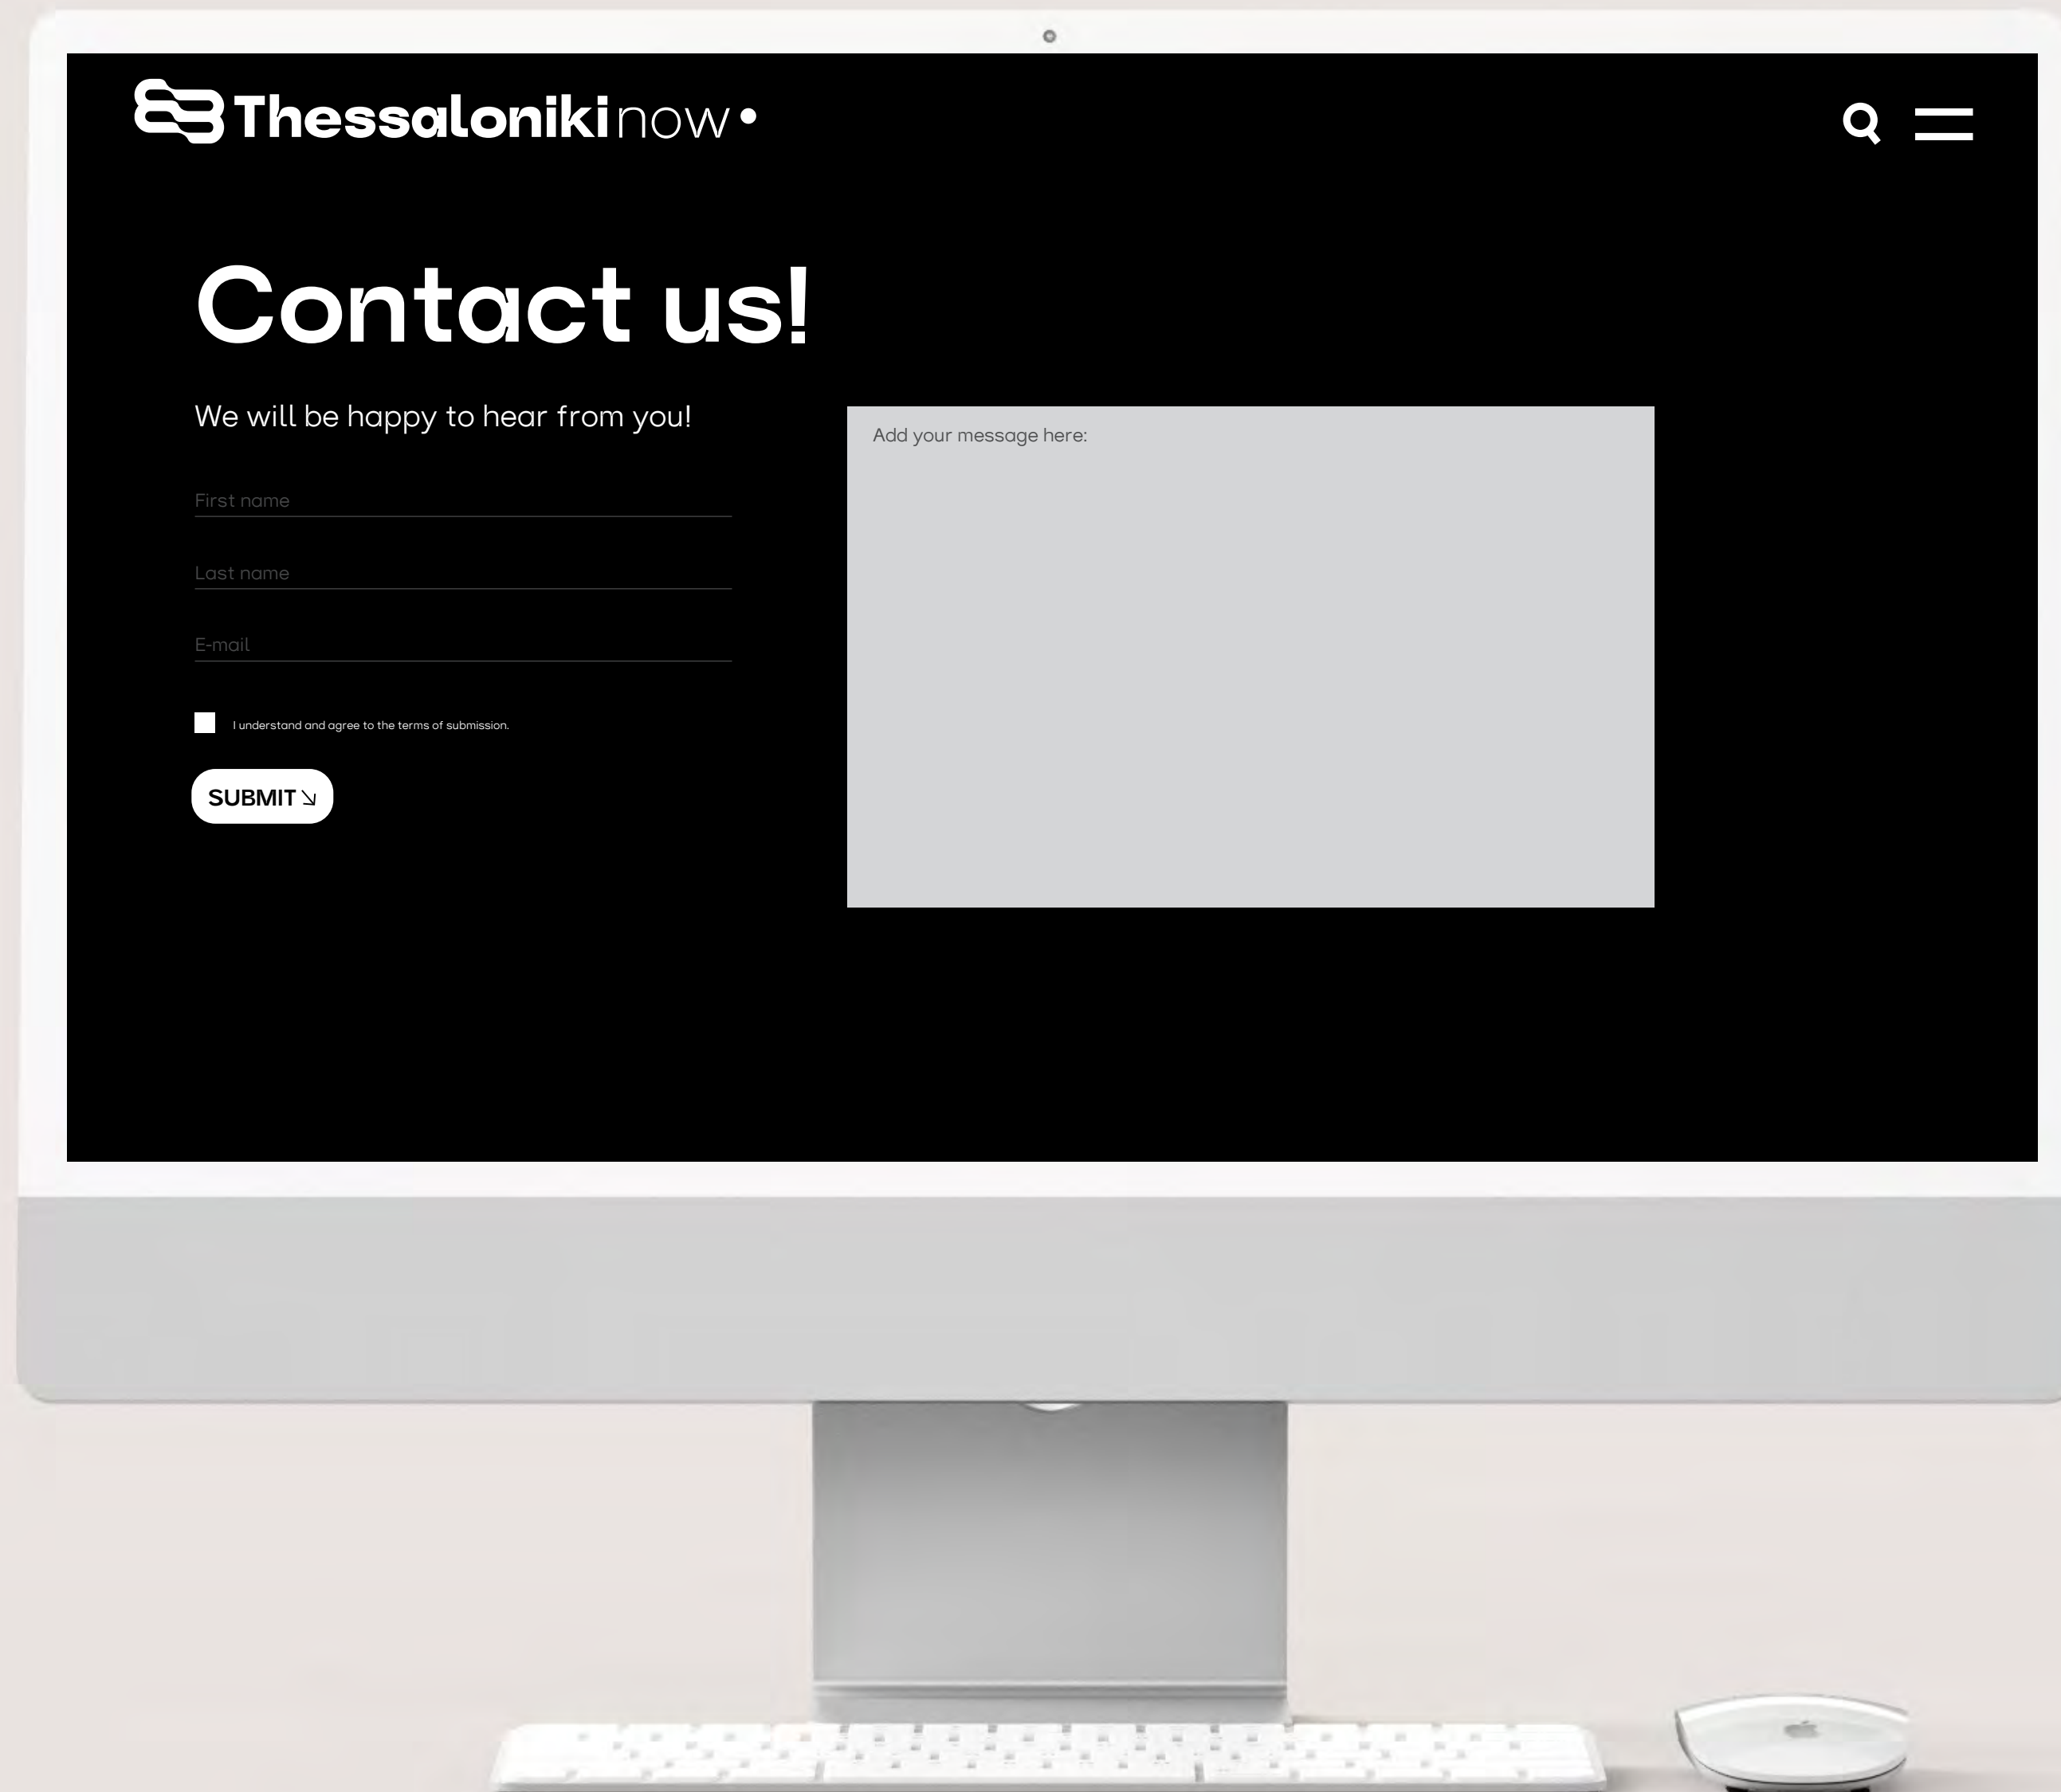 Thessalonikinow•
Contact us!
We will be happy to hear from you!
First name
Last name
E-mail
I understand and agree to the terms of submission.
SUBMIT
Add your message here: